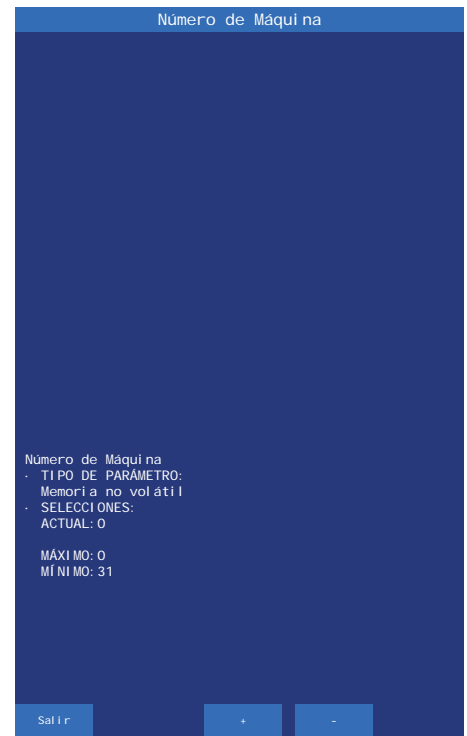 Número de Máquina
Número de Máquina
· TIPO DE PARÁMETRO:
Memoria no volátil
· SELECCIONES:
ACTUAL: 0
MÁXIMO: 0
MÍNIMO: 31
Salir + -